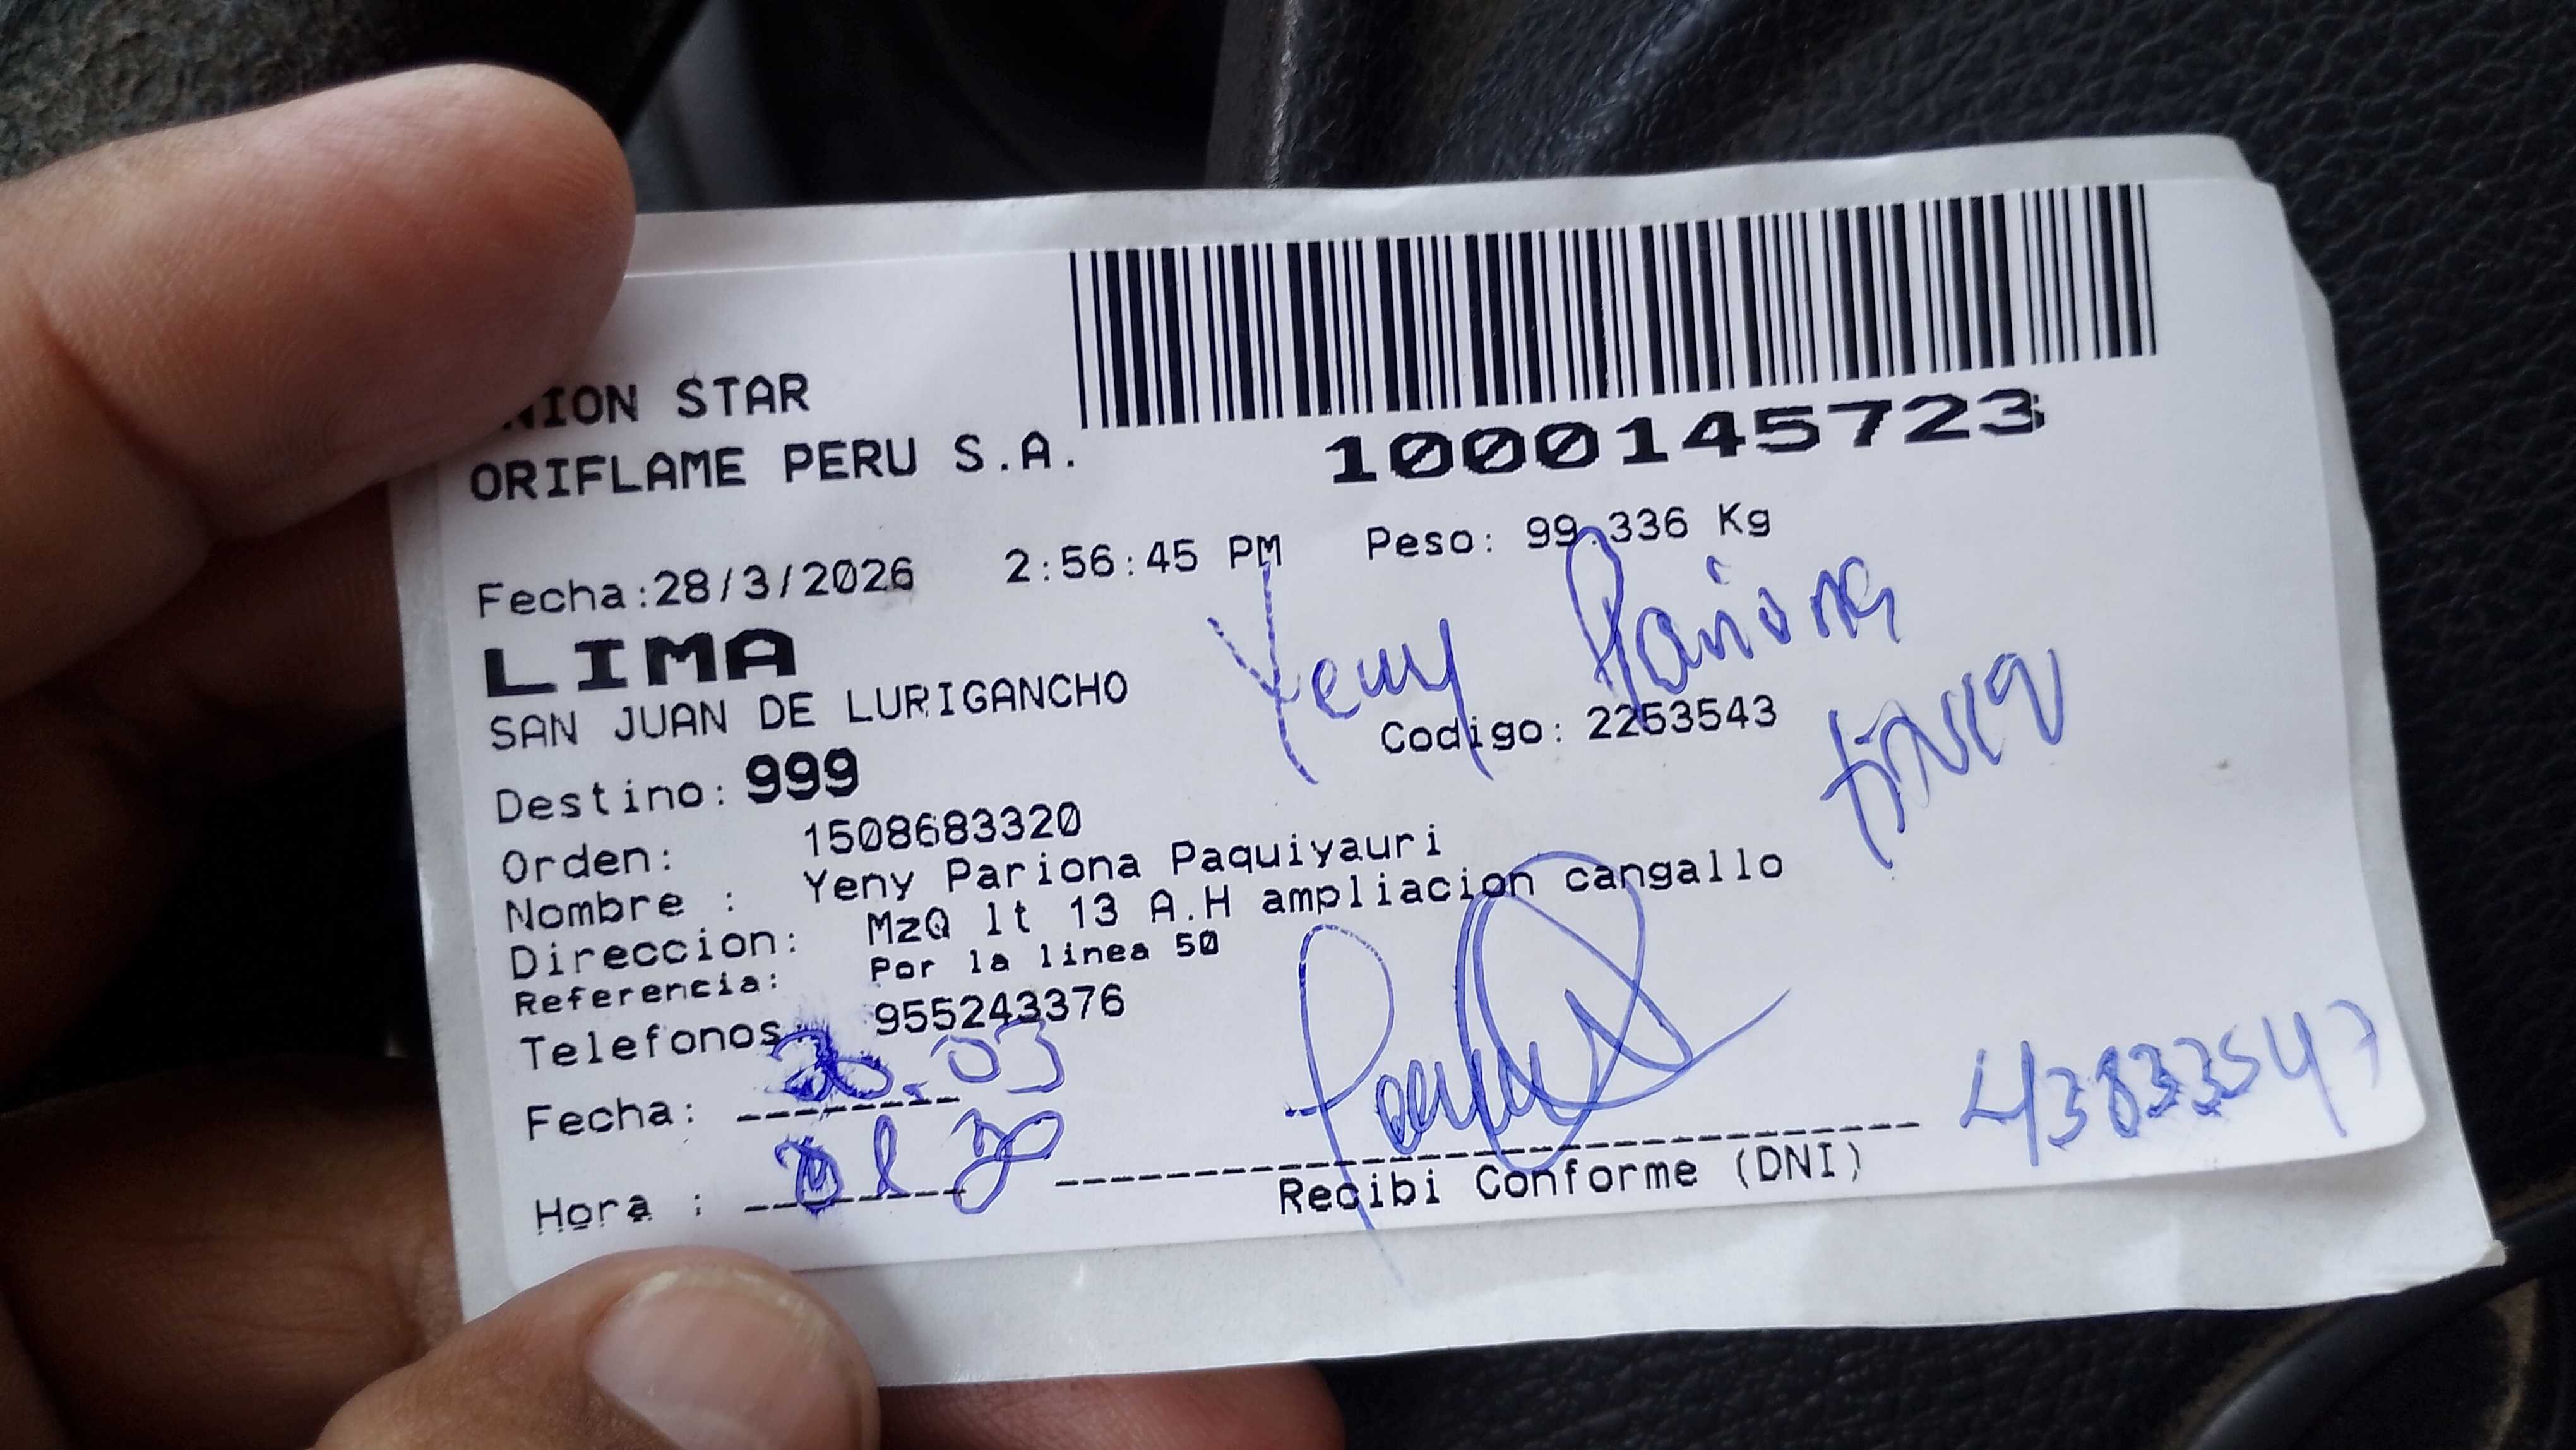 NION STAR
ORIFLAME PERU S.A.
1000145723
Fecha:28/3/2026 2:56:45 PM Peso: 99.336 Kg
LIMA
Yeny Pariona
SAN JUAN DE LURIGANCHO
Codigo: 2253543
Destino: 999
Orden: 1508683320
Nombre : Yeny Pariona Paquiyauri
Direccion: MzQ lt 13 A.H ampliacion cangallo
Referencia: Por la linea 50
Telefonos: 955243376
Fecha: 03
Hora :
43833547
Recibi Conforme (DNI)